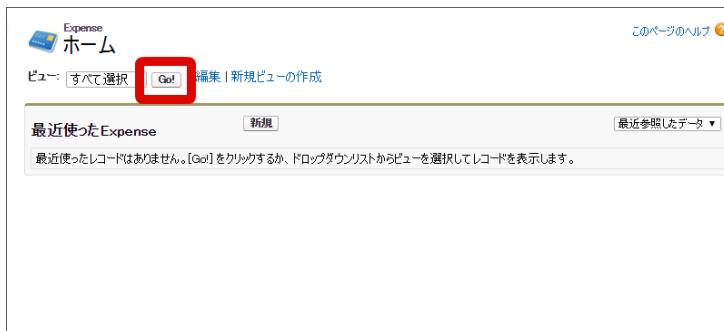 Expense
ホーム
このページのヘルプ
ビュー: すべて選択 Go! 編集 | 新規ビューの作成
最近使ったExpense 新規 最近参照したデータ ▼
最近使ったレコードはありません。[Go!] をクリックするか、ドロップダウンリストからビューを選択してレコードを表示します。